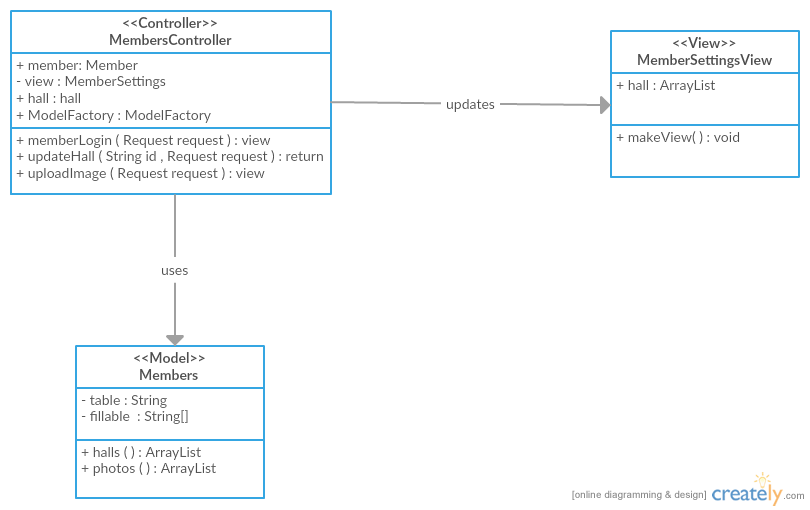 <<Controller>>
MembersController
+ member: Member
- view : MemberSettings
+ hall : hall
+ ModelFactory : ModelFactory
+ memberLogin ( Request request ) : view
+ updateHall ( String id , Request request ) : return
+ uploadImage ( Request request ) : view
updates
<<View>>
MemberSettingsView
+ hall : ArrayList
+ makeView( ) : void
uses
<<Model>>
Members
- table : String
- fillable  : String[]
+ halls ( ) : ArrayList
+ photos ( ) : ArrayList
[online diagramming & design] creately.com